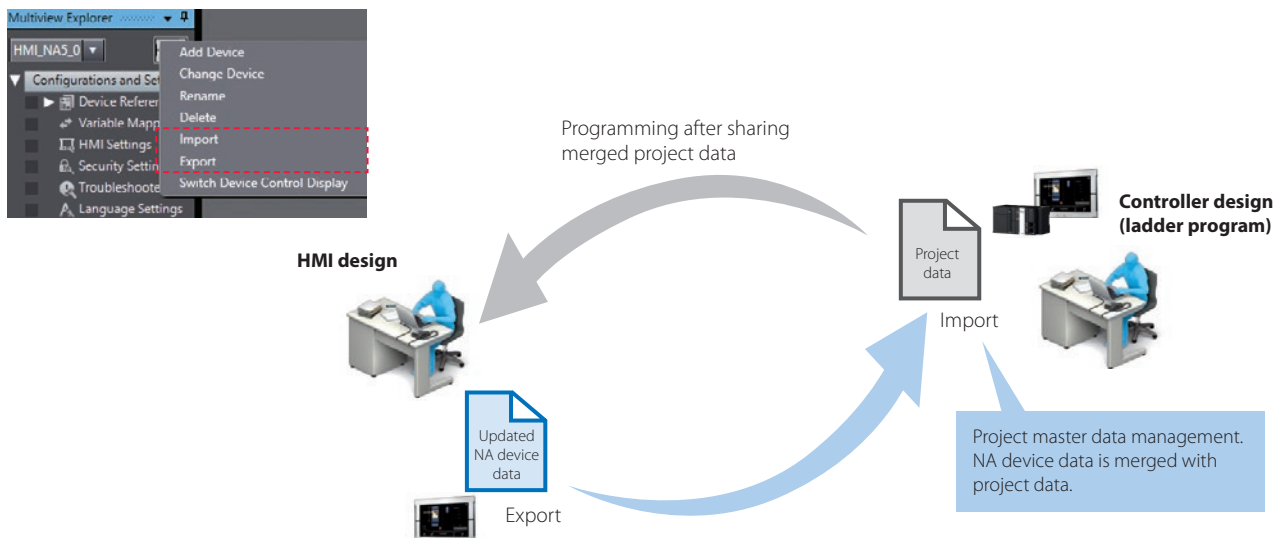 Multiview Explorer
HMI_NA5_0
Configurations and Set
Device Referen
Variable Mapp
HMI Settings
Security Settin
Troubleshoote
Language Settings
Add Device
Change Device
Rename
Delete
Import
Export
Switch Device Control Display
Programming after sharing
merged project data
HMI design
Controller design
(ladder program)
Project
data
Import
Updated
NA device
data
Export
Project master data management.
NA device data is merged with
project data.